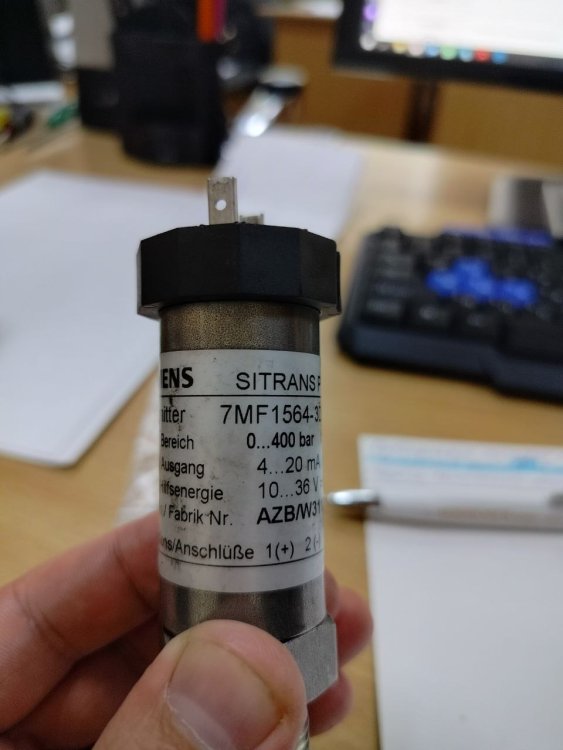 ENS SITRANS P
itter 7MF1564-3
Bereich 0...400 bar
Ausgang 4...20 mA
ilfsenergie 10...36 V
/ Fabrik Nr. AZB/W31
ns/Anschlüße 1(+) 2 (-